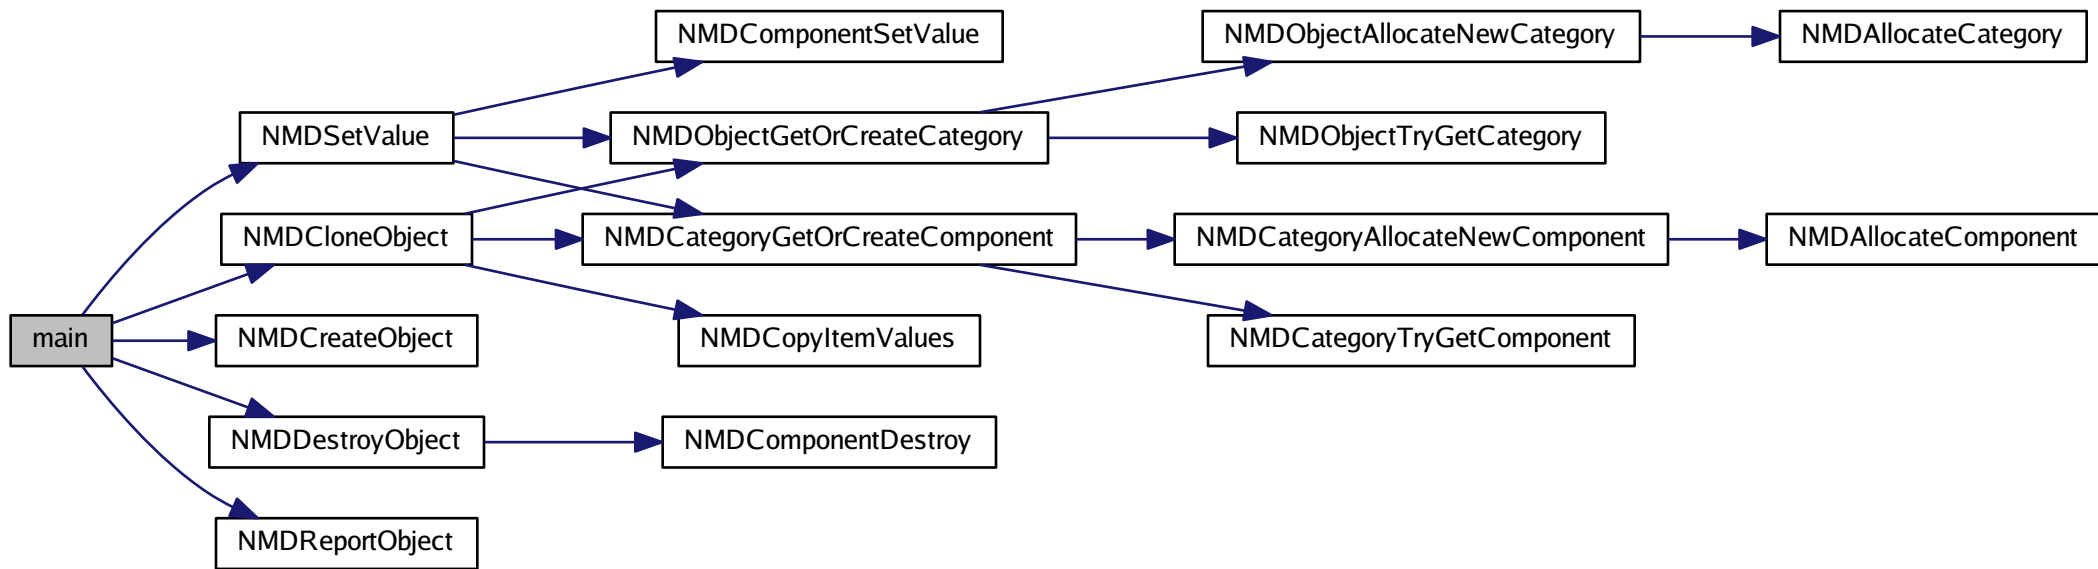 NMDComponentSetValue
NMDObjectAllocateNewCategory
NMDAllocateCategory
NMDSetValue
NMDObjectGetOrCreateCategory
NMDObjectTryGetCategory
NMDCloneObject
NMDCategoryGetOrCreateComponent
NMDCategoryAllocateNewComponent
NMDAllocateComponent
main
NMDCreateObject
NMDCopyItemValues
NMDCategoryTryGetComponent
NMDDestroyObject
NMDComponentDestroy
NMDReportObject